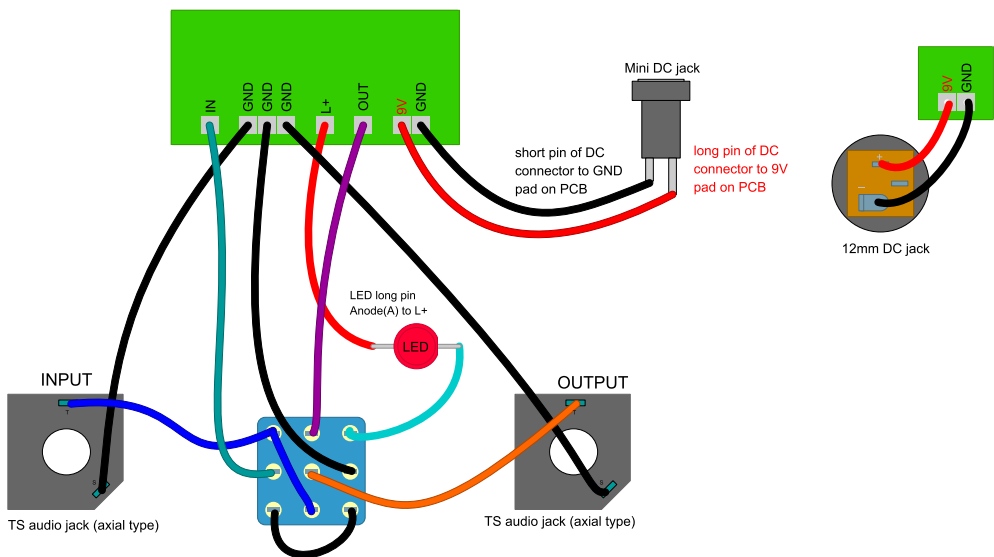 IN
GND
GND
GND
L+
OUT
9V
GND
Mini DC jack
short pin of DC
connector to GND
pad on PCB
long pin of DC
connector to 9V
pad on PCB
9V
GND
+
−
12mm DC jack
LED long pin
Anode(A) to L+
LED
INPUT
T
S
TS audio jack (axial type)
OUTPUT
T
S
TS audio jack (axial type)